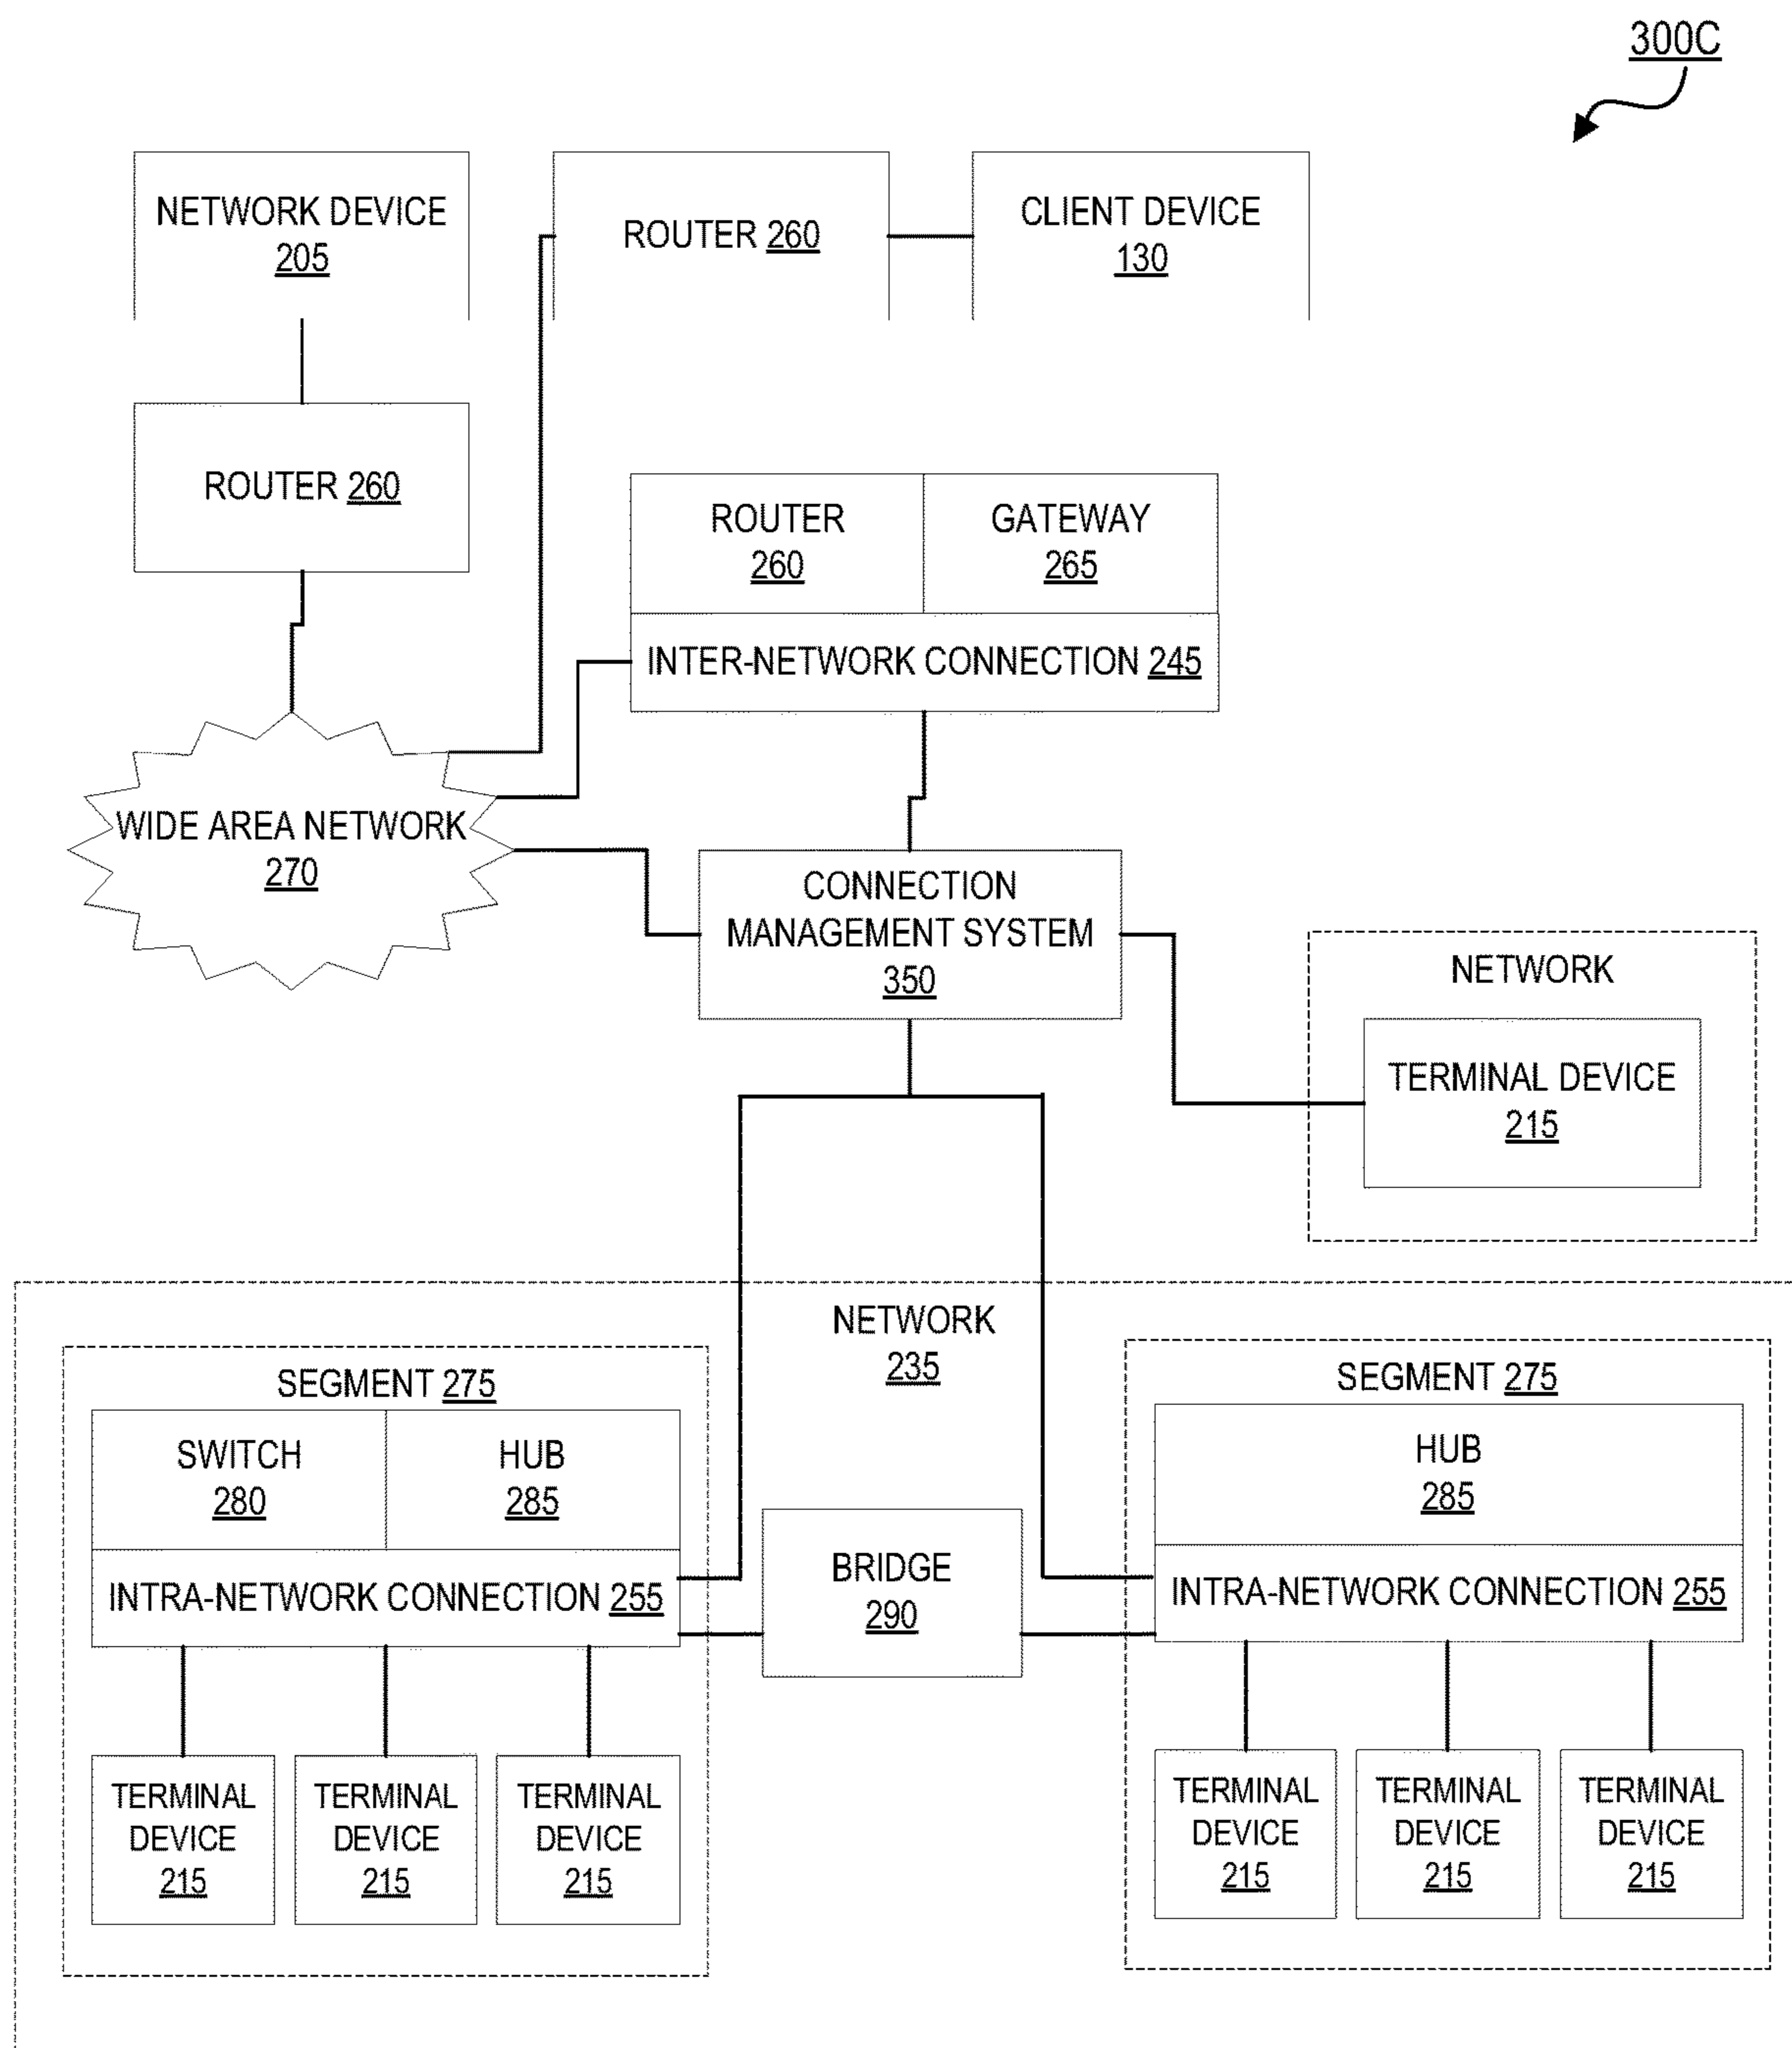 300C
NETWORK DEVICE
205
ROUTER 260
CLIENT DEVICE
130
ROUTER 260
ROUTER
260
GATEWAY
265
INTER-NETWORK CONNECTION 245
WIDE AREA NETWORK
270
CONNECTION
MANAGEMENT SYSTEM
350
NETWORK
TERMINAL DEVICE
215
NETWORK
235
SEGMENT 275
SWITCH
280
HUB
285
INTRA-NETWORK CONNECTION 255
TERMINAL
DEVICE
215
TERMINAL
DEVICE
215
TERMINAL
DEVICE
215
BRIDGE
290
SEGMENT 275
HUB
285
INTRA-NETWORK CONNECTION 255
TERMINAL
DEVICE
215
TERMINAL
DEVICE
215
TERMINAL
DEVICE
215